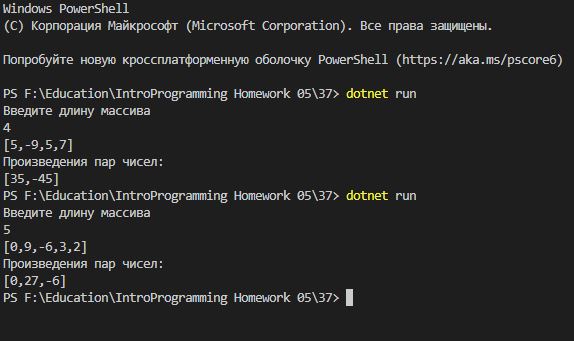 Windows PowerShell
(C) Корпорация Майкрософт (Microsoft Corporation). Все права защищены.
Попробуйте новую кроссплатформенную оболочку PowerShell (https://aka.ms/pscore6)
PS F:\Education\IntroProgramming Homework 05\37> dotnet run
Введите длину массива
4
[5,-9,5,7]
Произведения пар чисел:
[35,-45]
PS F:\Education\IntroProgramming Homework 05\37> dotnet run
Введите длину массива
5
[0,9,-6,3,2]
Произведения пар чисел:
[0,27,-6]
PS F:\Education\IntroProgramming Homework 05\37>